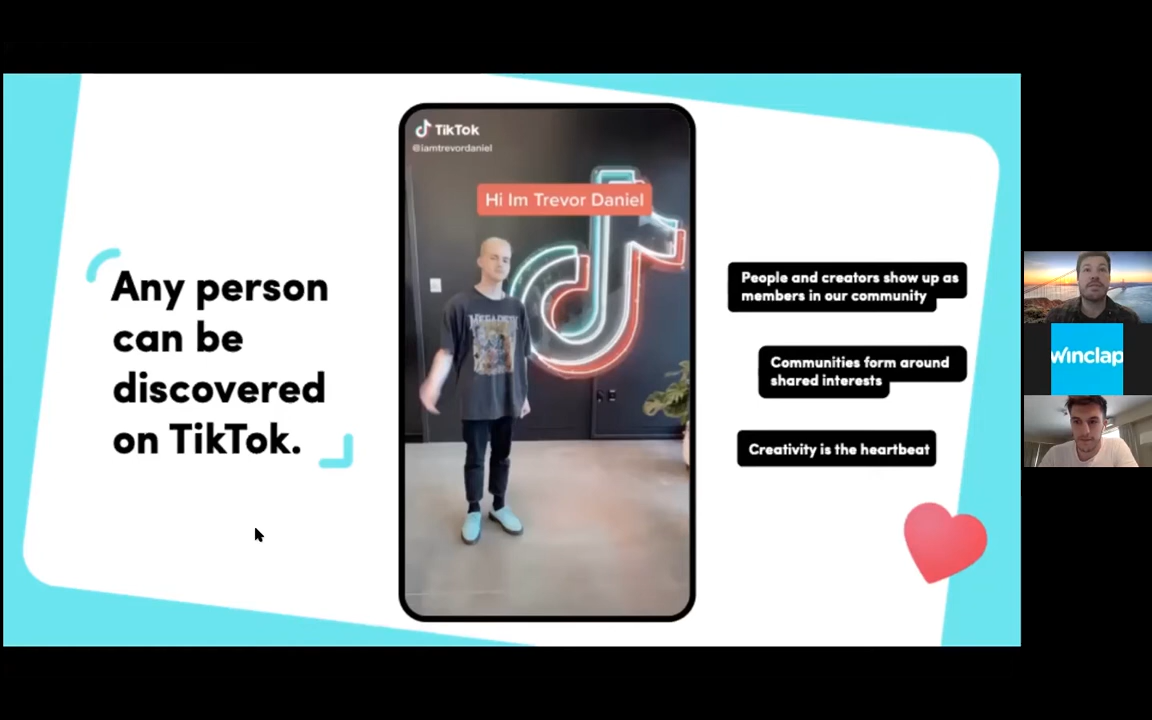 Any person
can be
discovered
on TikTok.
TikTok
@iamtrevordaniel
Hi Im Trevor Daniel
MEGADETH
People and creators show up as
members in our community
Communities form around
shared interests
Creativity is the heartbeat
winclap